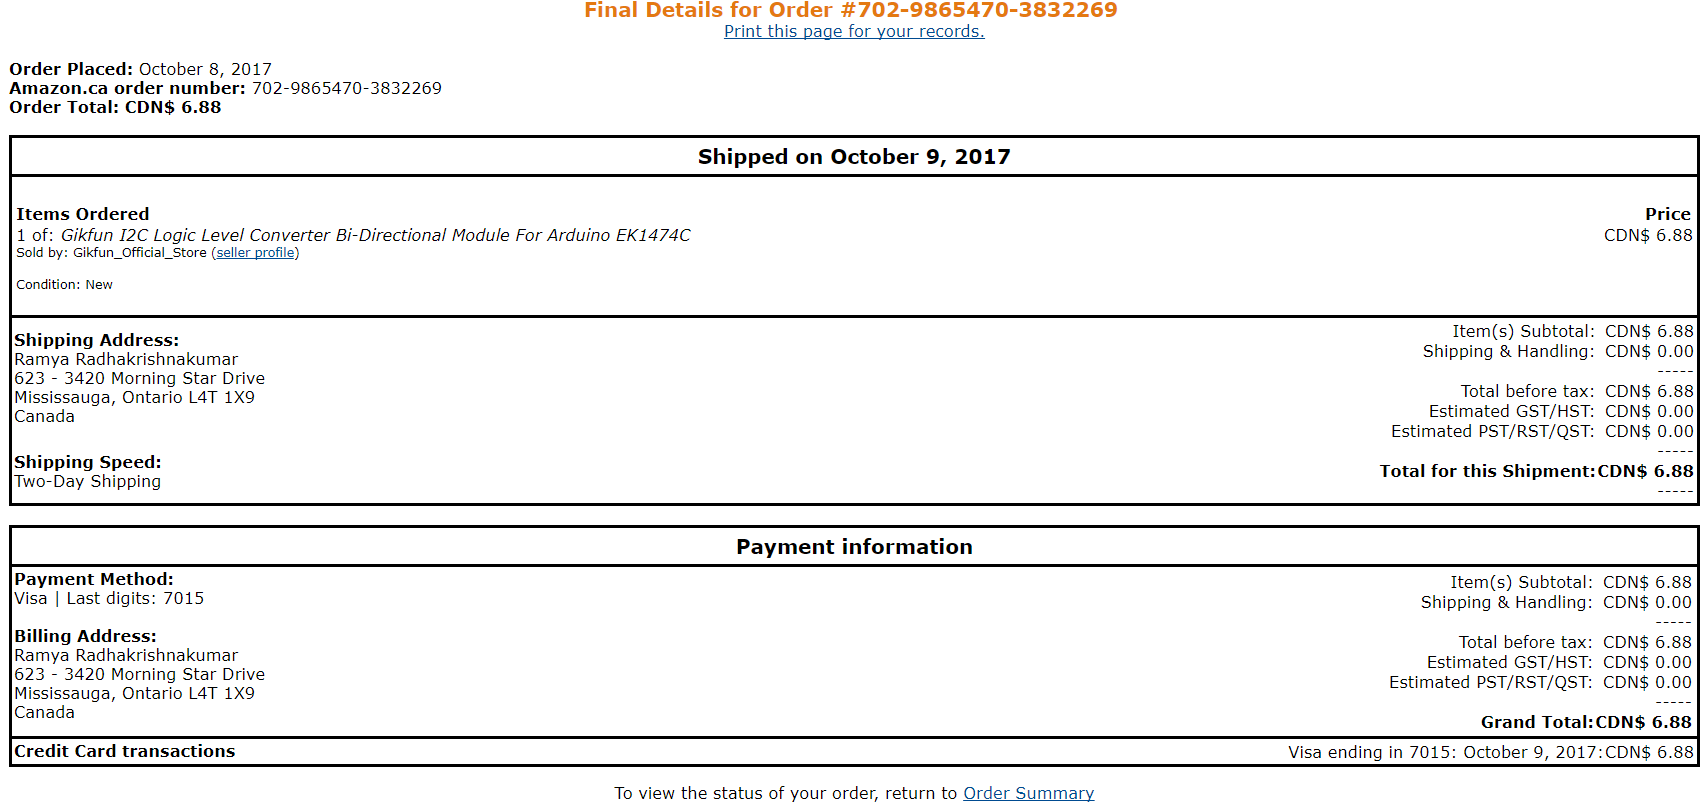 Final Details for Order #702-9865470-3832269
Print this page for your records.
Order Placed: October 8, 2017
Amazon.ca order number: 702-9865470-3832269
Order Total: CDN$ 6.88
Shipped on October 9, 2017
Items Ordered Price
1 of: Gikfun I2C Logic Level Converter Bi-Directional Module For Arduino EK1474C CDN$ 6.88
Sold by: Gikfun_Official_Store (seller profile)
Condition: New
Shipping Address:
Ramya Radhakrishnakumar
623 - 3420 Morning Star Drive
Mississauga, Ontario L4T 1X9
Canada
Shipping Speed:
Two-Day Shipping
Item(s) Subtotal: CDN$ 6.88
Shipping & Handling: CDN$ 0.00
-----
Total before tax: CDN$ 6.88
Estimated GST/HST: CDN$ 0.00
Estimated PST/RST/QST: CDN$ 0.00
-----
Total for this Shipment: CDN$ 6.88
-----
Payment information
Payment Method:
Visa | Last digits: 7015
Billing Address:
Ramya Radhakrishnakumar
623 - 3420 Morning Star Drive
Mississauga, Ontario L4T 1X9
Canada
Item(s) Subtotal: CDN$ 6.88
Shipping & Handling: CDN$ 0.00
-----
Total before tax: CDN$ 6.88
Estimated GST/HST: CDN$ 0.00
Estimated PST/RST/QST: CDN$ 0.00
-----
Grand Total: CDN$ 6.88
Credit Card transactions Visa ending in 7015: October 9, 2017: CDN$ 6.88
To view the status of your order, return to Order Summary